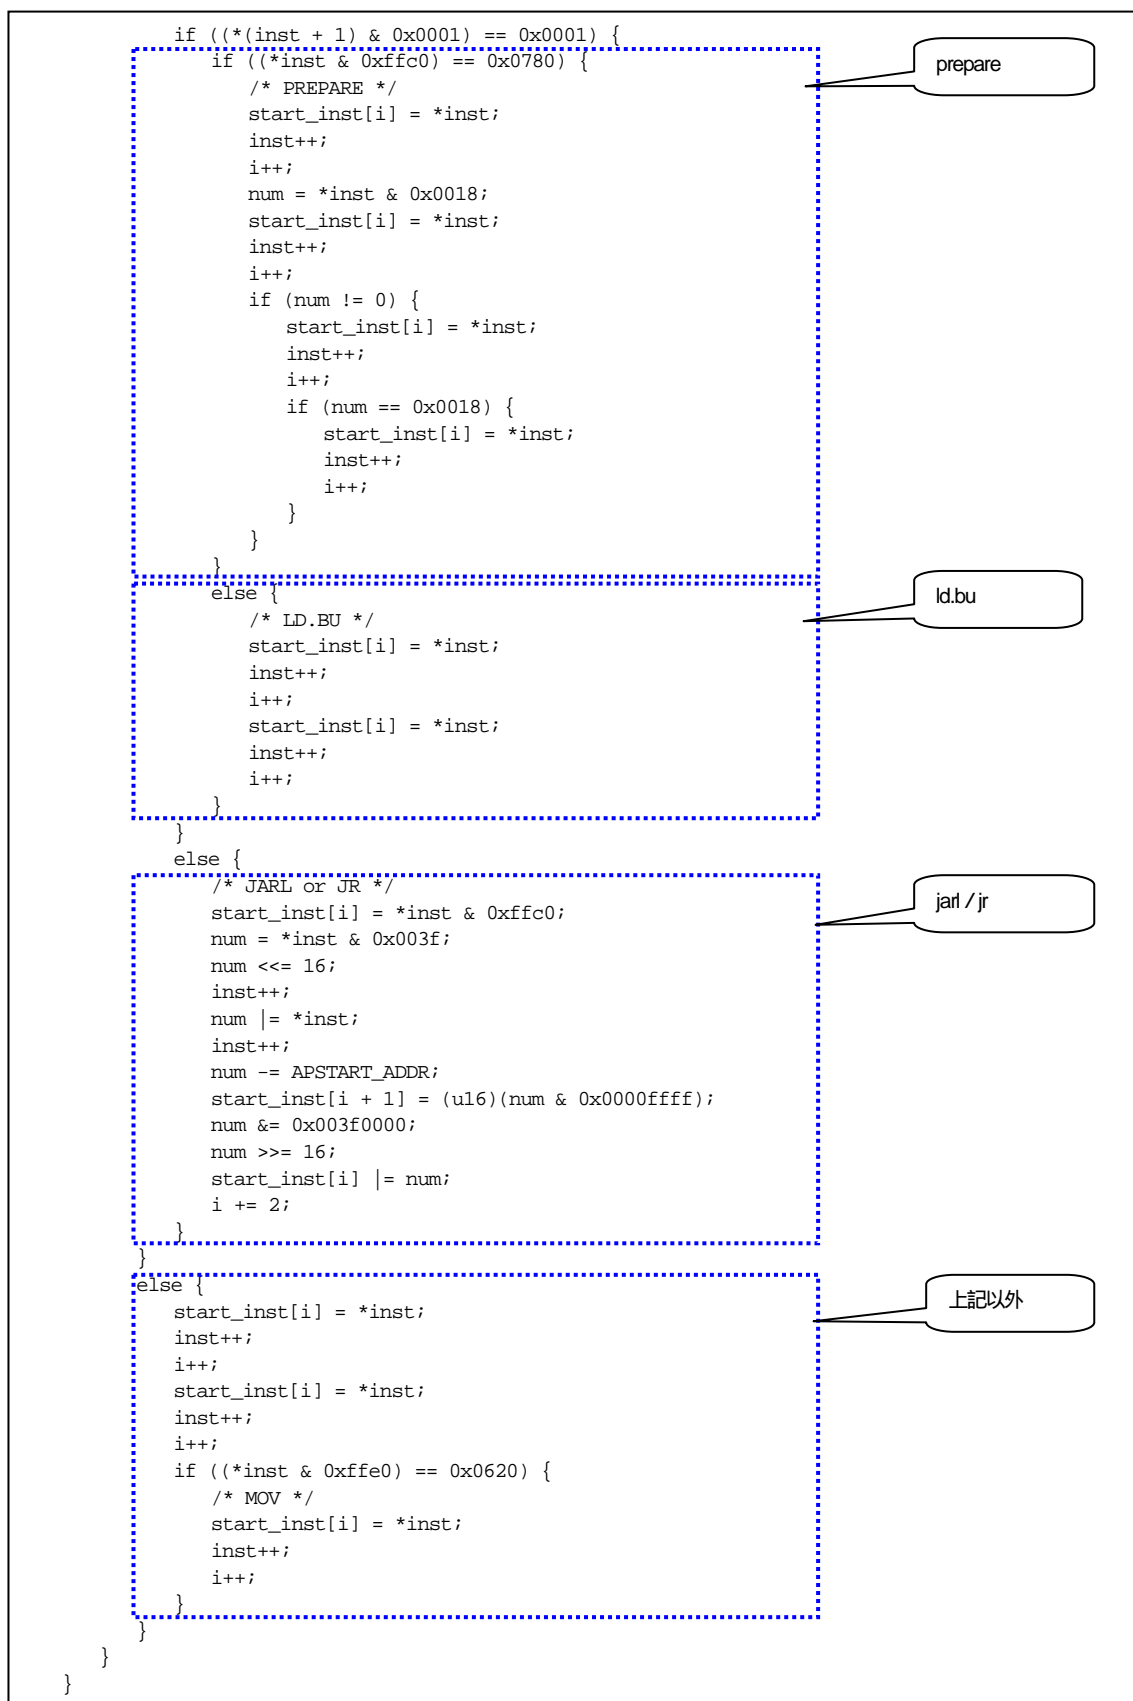 if ((*(inst + 1) & 0x0001) == 0x0001) {
if ((*inst & 0xffc0) == 0x0780) {
prepare
/* PREPARE */
start_inst[i] = *inst;
inst++;
i++;
num = *inst & 0x0018;
start_inst[i] = *inst;
inst++;
i++;
if (num != 0) {
start_inst[i] = *inst;
inst++;
i++;
if (num == 0x0018) {
start_inst[i] = *inst;
inst++;
i++;
}
}
}
else {
ld.bu
/* LD.BU */
start_inst[i] = *inst;
inst++;
i++;
start_inst[i] = *inst;
inst++;
i++;
}
}
else {
/* JARL or JR */
jarl / jr
start_inst[i] = *inst & 0xffc0;
num = *inst & 0x003f;
num <<= 16;
inst++;
num |= *inst;
inst++;
num -= APSTART_ADDR;
start_inst[i + 1] = (u16)(num & 0x0000ffff);
num &= 0x003f0000;
num >>= 16;
start_inst[i] |= num;
i += 2;
}
}
else {
上記以外
start_inst[i] = *inst;
inst++;
i++;
start_inst[i] = *inst;
inst++;
i++;
if ((*inst & 0xffe0) == 0x0620) {
/* MOV */
start_inst[i] = *inst;
inst++;
i++;
}
}
}
}